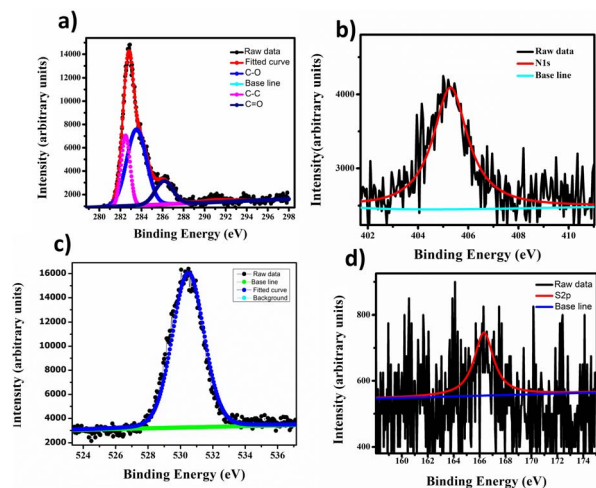 a)
Raw data
Fitted curve
C-O
Base line
C-C
C=O
Intensity (arbitrary units)
14000
12000
10000
8000
6000
4000
2000
280 282 284 286 288 290 292 294 296 298
Binding Energy (eV)
b)
Raw data
N1s
Base line
Intensity (arbitrary units)
4200
3600
3000
2400
402 404 406 408 410
Binding Energy (eV)
c)
Raw data
Base line
Fitted curve
Background
intensity (arbitrary units)
16000
14000
12000
10000
8000
6000
4000
2000
524 526 528 530 532 534 536
Binding Energy (eV)
d)
Raw data
S2p
Base line
Intensity (arbitrary units)
800
600
400
160 162 164 166 168 170 172 174
Binding Energy (eV)